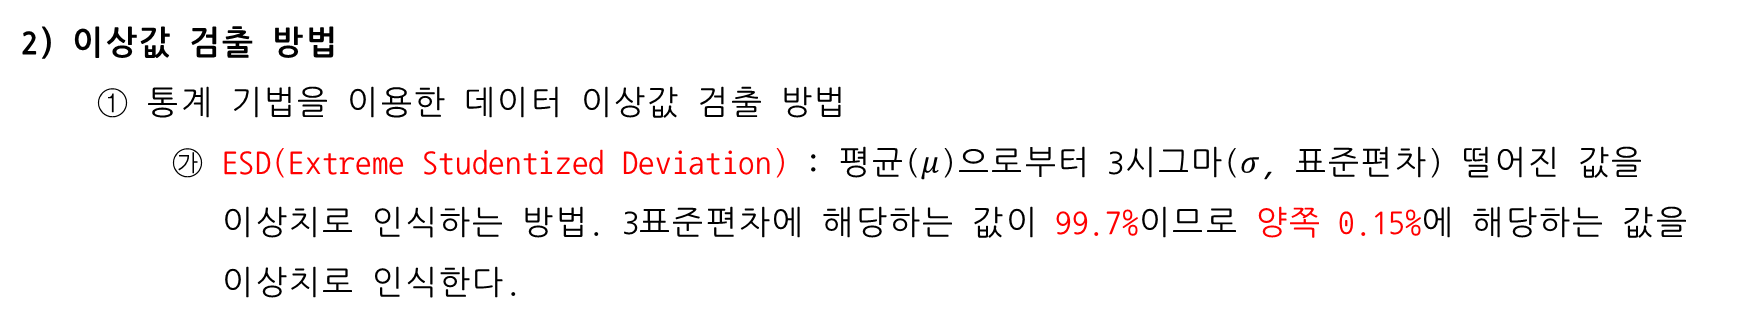 2) 이상값 검출 방법
① 통계 기법을 이용한 데이터 이상값 검출 방법
㉮ ESD(Extreme Studentized Deviation) : 평균(μ)으로부터 3시그마(σ, 표준편차) 떨어진 값을
이상치로 인식하는 방법. 3표준편차에 해당하는 값이 99.7%이므로 양쪽 0.15%에 해당하는 값을
이상치로 인식한다.